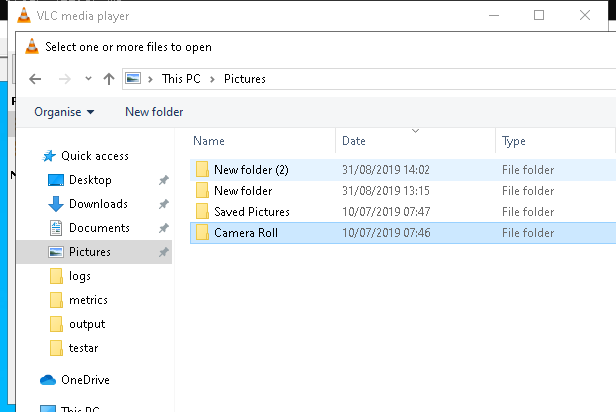 VLC media player
Select one or more files to open
This PC > Pictures
Organise New folder
Name Date Type
Quick access
Desktop
Downloads
Documents
Pictures
logs
metrics
output
testar
OneDrive
This PC
New folder (2) 31/08/2019 14:02 File folder
New folder 31/08/2019 13:15 File folder
Saved Pictures 10/07/2019 07:47 File folder
Camera Roll 10/07/2019 07:46 File folder